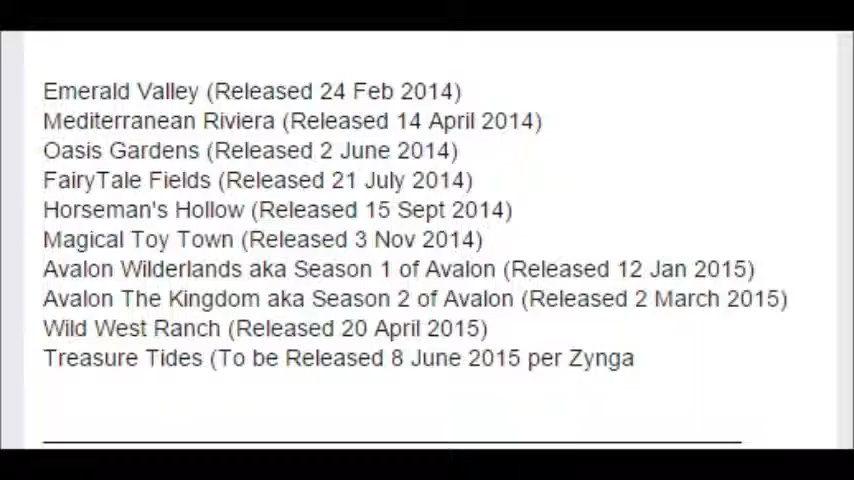 Emerald Valley (Released 24 Feb 2014)
Mediterranean Riviera (Released 14 April 2014)
Oasis Gardens (Released 2 June 2014)
FairyTale Fields (Released 21 July 2014)
Horseman's Hollow (Released 15 Sept 2014)
Magical Toy Town (Released 3 Nov 2014)
Avalon Wilderlands aka Season 1 of Avalon (Released 12 Jan 2015)
Avalon The Kingdom aka Season 2 of Avalon (Released 2 March 2015)
Wild West Ranch (Released 20 April 2015)
Treasure Tides (To be Released 8 June 2015 per Zynga